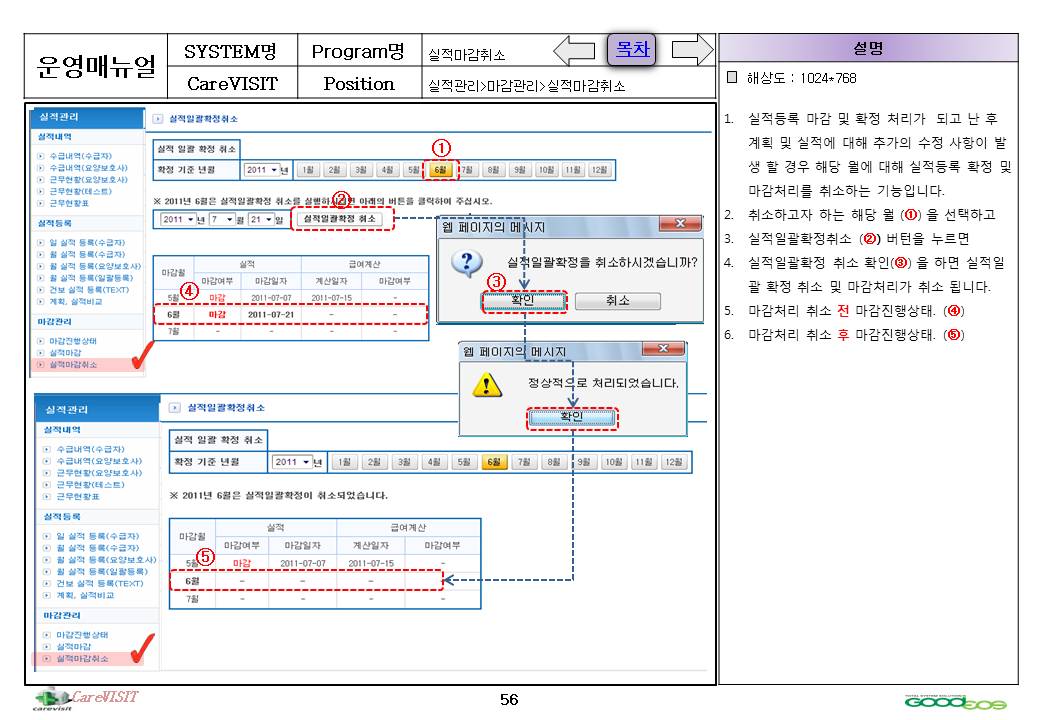 운영매뉴얼
SYSTEM명
Program명
실적마감취소
목차
설명
CareVISIT
Position
실적관리>마감관리>실적마감취소
실적관리
실적내역
수급내역(수급자)
수급내역(요양보호사)
근무현황(요양보호사)
근무현황(테스트)
근무현황표
실적등록
일 실적 등록(수급자)
월 실적 등록(수급자)
월 실적 등록(요양보호사)
월 실적 등록(일괄등록)
건보 실적 등록(TEXT)
계획, 실적비교
마감관리
마감진행상태
실적마감
실적마감취소
실적일괄확정취소
실적 일괄 확정 취소
확정 기준 년월
2011 년
1월 2월 3월 4월 5월 6월 7월 8월 9월 10월 11월 12월
①
※ 2011년 6월은 실적일괄확정 취소를 실행하시려면 아래의 버튼을 클릭하여 주십시오.
②
2011 년 7 월 21 일 실적일괄확정 취소
마감월 실적 급여계산
마감여부 마감일자 계산일자 마감여부
④
5월 마감 2011-07-07 2011-07-15 -
6월 마감 2011-07-21 - -
7월 - - - -
웹 페이지의 메시지
실적일괄확정을 취소하시겠습니까?
③
확인 취소
웹 페이지의 메시지
정상적으로 처리되었습니다.
확인
실적관리
실적내역
수급내역(수급자)
수급내역(요양보호사)
근무현황(요양보호사)
근무현황(테스트)
근무현황표
실적등록
일 실적 등록(수급자)
월 실적 등록(수급자)
월 실적 등록(요양보호사)
월 실적 등록(일괄등록)
건보 실적 등록(TEXT)
계획, 실적비교
마감관리
마감진행상태
실적마감
실적마감취소
실적일괄확정취소
실적 일괄 확정 취소
확정 기준 년월
2011 년
1월 2월 3월 4월 5월 6월 7월 8월 9월 10월 11월 12월
※ 2011년 6월은 실적일괄확정이 취소되었습니다.
마감월 실적 급여계산
마감여부 마감일자 계산일자 마감여부
⑤
5월 마감 2011-07-07 2011-07-15 -
6월 - - - -
7월 - - - -
해상도 : 1024*768
1. 실적등록 마감 및 확정 처리가 되고 난 후
계획 및 실적에 대해 추가의 수정 사항이 발
생 할 경우 해당 월에 대해 실적등록 확정 및
마감처리를 취소하는 기능입니다.
2. 취소하고자 하는 해당 월 (①) 을 선택하고
3. 실적일괄확정취소 (②) 버턴을 누르면
4. 실적일괄확정 취소 확인(③) 을 하면 실적일
괄 확정 취소 및 마감처리가 취소 됩니다.
5. 마감처리 취소 전 마감진행상태. (④)
6. 마감처리 취소 후 마감진행상태. (⑤)
CareVISIT
carevisit
56
TOTAL SYSTEM SOLUTIONS
GOODEOS